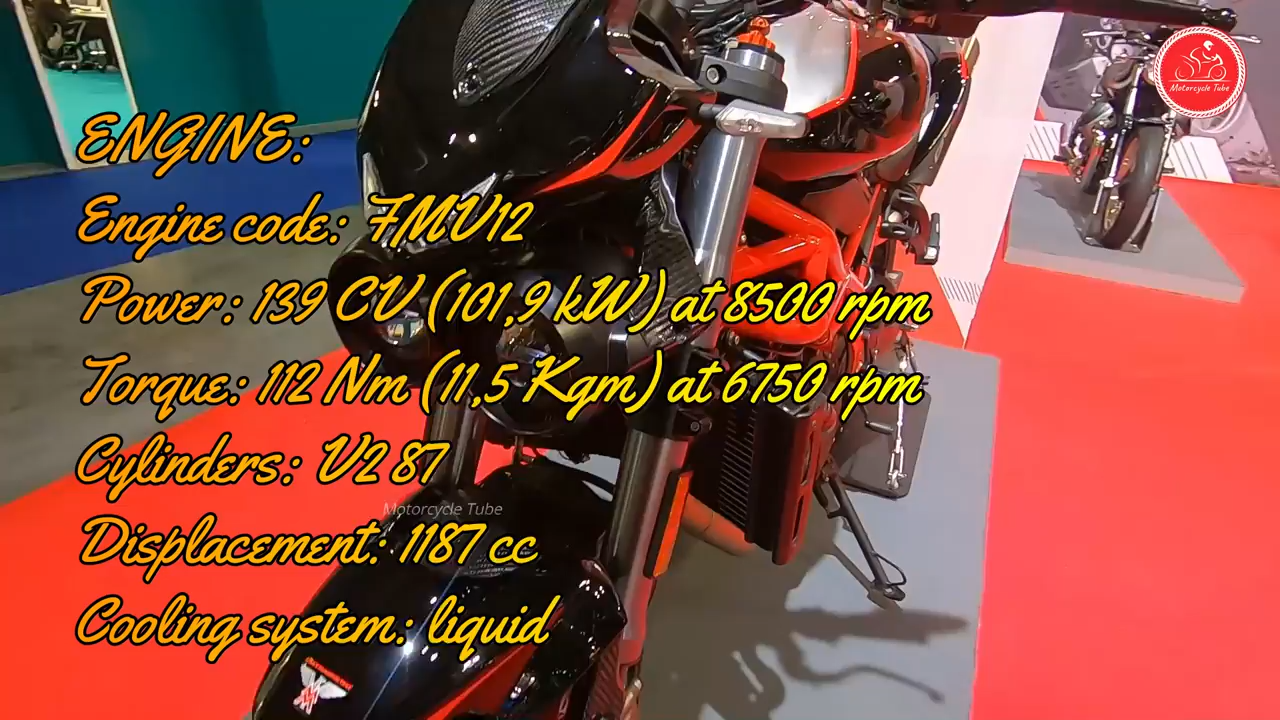 ENGINE:
Engine code: FMV12
Power: 139 CV (101,9 kW) at 8500 rpm
Torque: 112 Nm (11,5 Kgm) at 6750 rpm
Cylinders: V2 87
Displacement: 1187 cc
Cooling system: liquid
Motorcycle Tube
Motorcycle Tube